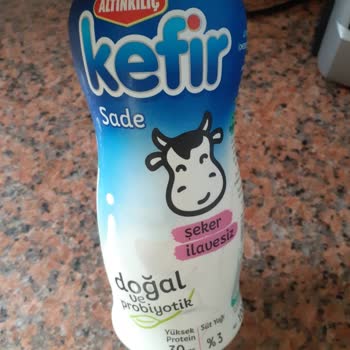 ALTINKILIÇ
kefir
Sade
şeker
ilavesiz
doğal
ve
probiyotik
Yüksek
Protein
Süt Yağı
% 3